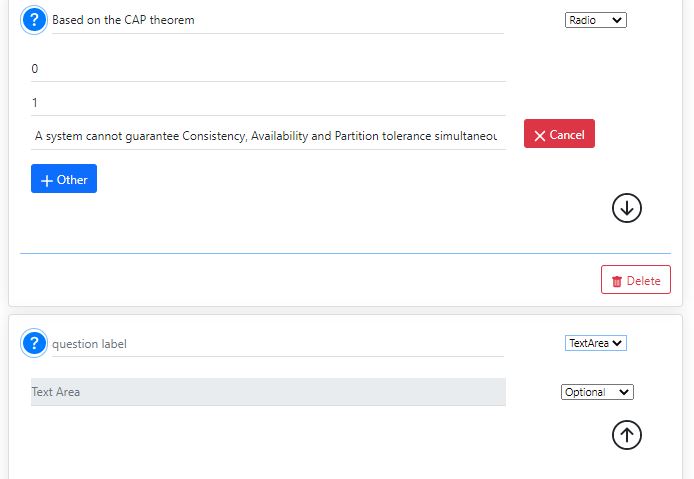 ? Based on the CAP theorem Radio
0
1
A system cannot guarantee Consistency, Availability and Partition tolerance simultaneou
Cancel
+ Other
Delete
? question label TextArea
Text Area Optional